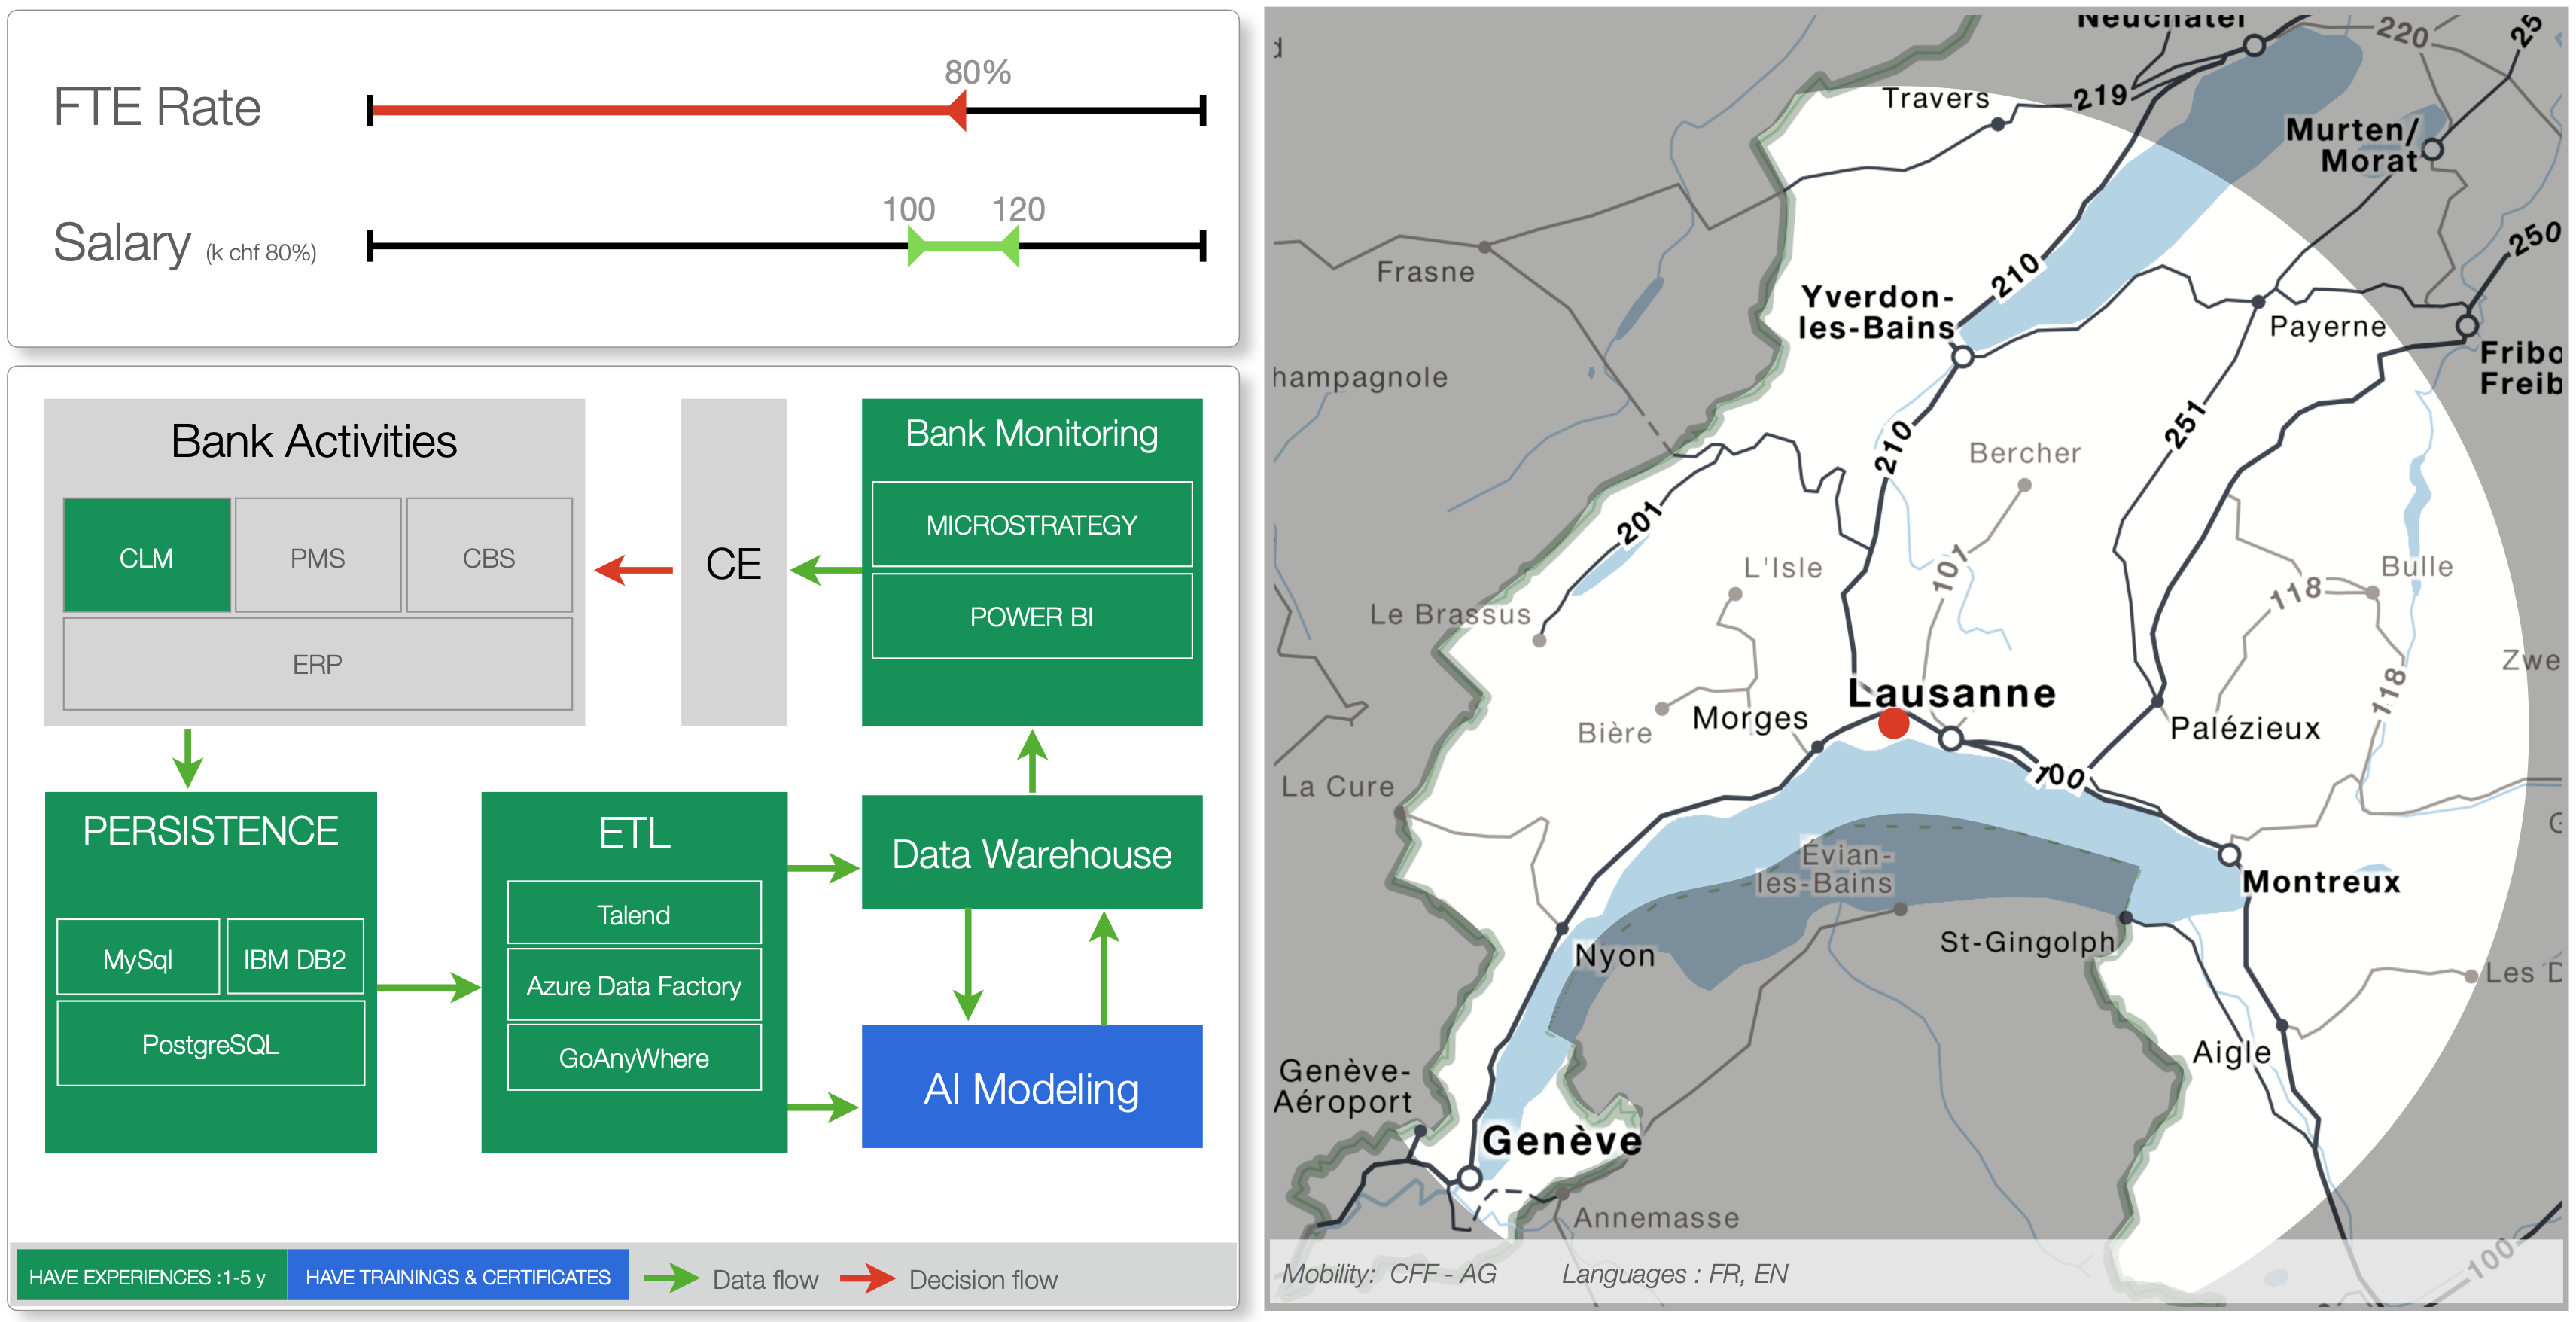 FTE Rate
80%
Salary (k chf 80%)
100
120
Bank Activities
CLM
PMS
CBS
ERP
CE
Bank Monitoring
MICROSTRATEGY
POWER BI
PERSISTENCE
MySql
IBM DB2
PostgreSQL
ETL
Talend
Azure Data Factory
GoAnyWhere
Data Warehouse
AI Modeling
HAVE EXPERIENCES :1-5 y
HAVE TRAININGS & CERTIFICATES
Data flow
Decision flow
Neuchâtel
220
25
Travers
219
Murten/
Morat
250
Frasne
210
Yverdon-
les-Bains
Payerne
Fribo
Freib
hampagnole
251
210
Bercher
201
L'Isle
101
Bulle
118
Le Brassus
Zwe
118
Lausanne
Bière
Morges
Palézieux
100
La Cure
Évian-
les-Bains
Montreux
Nyon
St-Gingolph
Les D
Aigle
Genève-
Aéroport
Genève
Annemasse
100
Mobility: CFF - AG
Languages : FR, EN